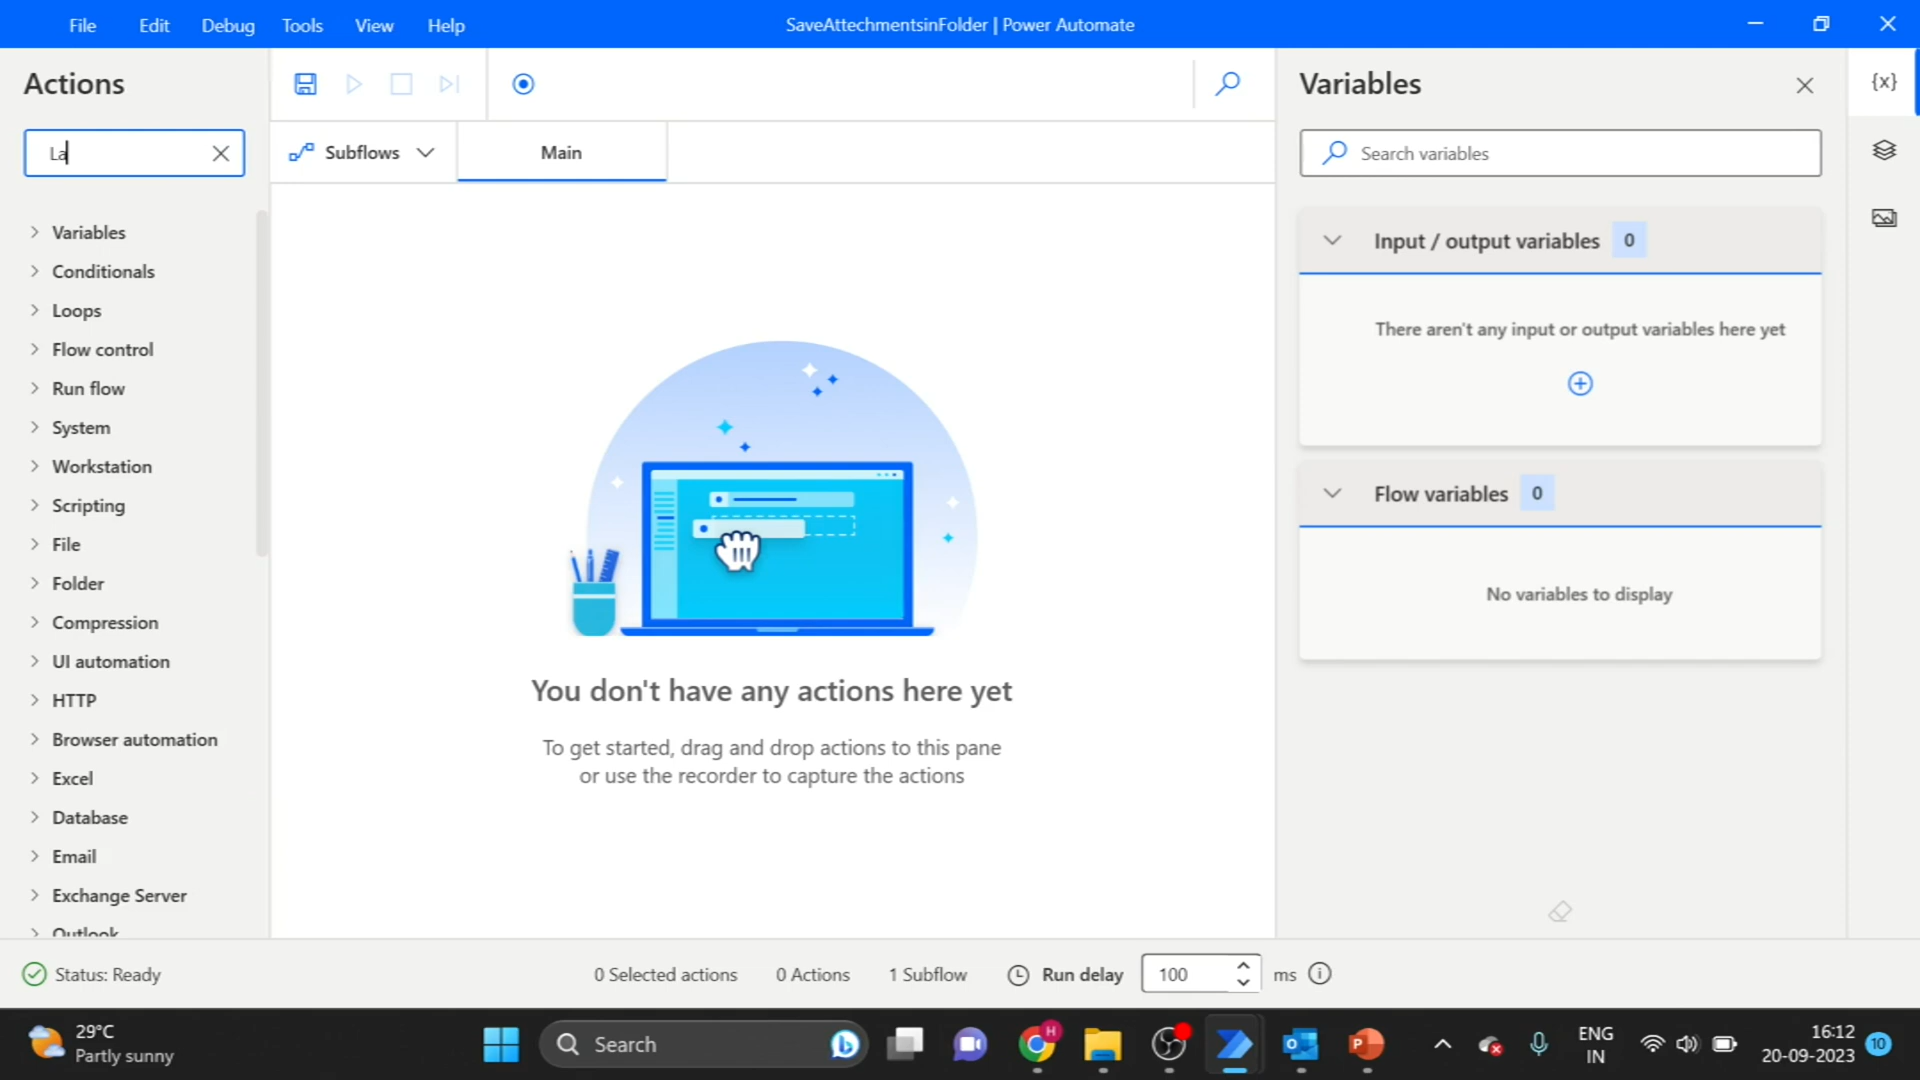 File Edit Debug Tools View Help
SaveAttechmentsinFolder | Power Automate
Actions
La
Variables
Conditionals
Loops
Flow control
Run flow
System
Workstation
Scripting
File
Folder
Compression
UI automation
HTTP
Browser automation
Excel
Database
Email
Exchange Server
Outlook
Subflows
Main
You don't have any actions here yet
To get started, drag and drop actions to this pane
or use the recorder to capture the actions
Variables
{x}
Search variables
Input / output variables 0
There aren't any input or output variables here yet
Flow variables 0
No variables to display
Status: Ready
0 Selected actions 0 Actions 1 Subflow Run delay 100 ms
29°C
Partly sunny
Search
H
P
ENG
IN
16:12
20-09-2023
10